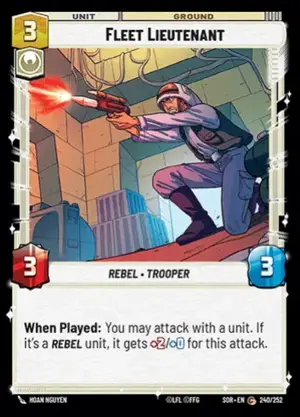 UNIT GROUND
3 FLEET LIEUTENANT
3
3
REBEL • TROOPER
When Played: You may attack with a unit. If
it's a REBEL unit, it gets +2/+0 for this attack.
HOAN NGUYEN ©LFL ©FFG SOR•EN C 240/252